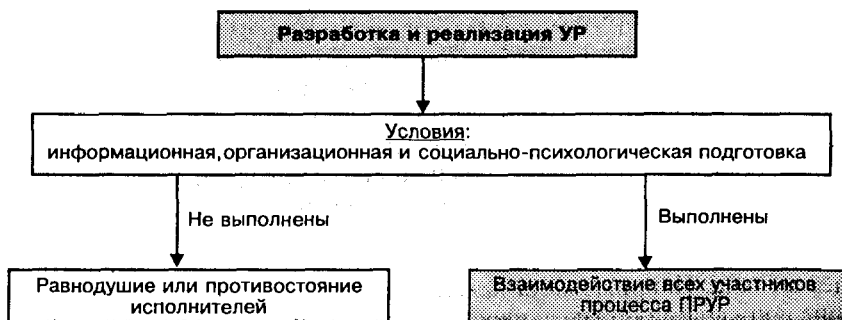 Разработка и реализация УР
Условия:
информационная, организационная и социально-психологическая подготовка
Не выполнены
Выполнены
Равнодушие или противостояние
исполнителей
Взаимодействие всех участников
процесса ПРУР